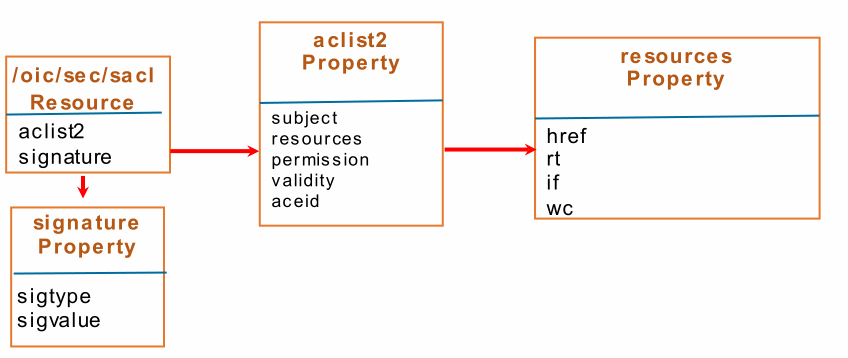 /oic/sec/sacl
Resource
aclist2
signature
signature
Property
sigtype
sigvalue
aclist2
Property
subject
resources
permission
validity
aceid
resources
Property
href
rt
if
wc